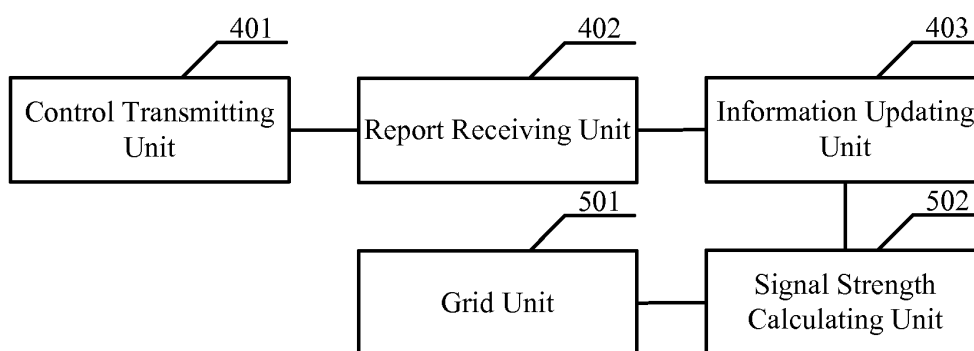 401
402
403
Control Transmitting
Unit
Report Receiving Unit
Information Updating
Unit
501
502
Grid Unit
Signal Strength
Calculating Unit